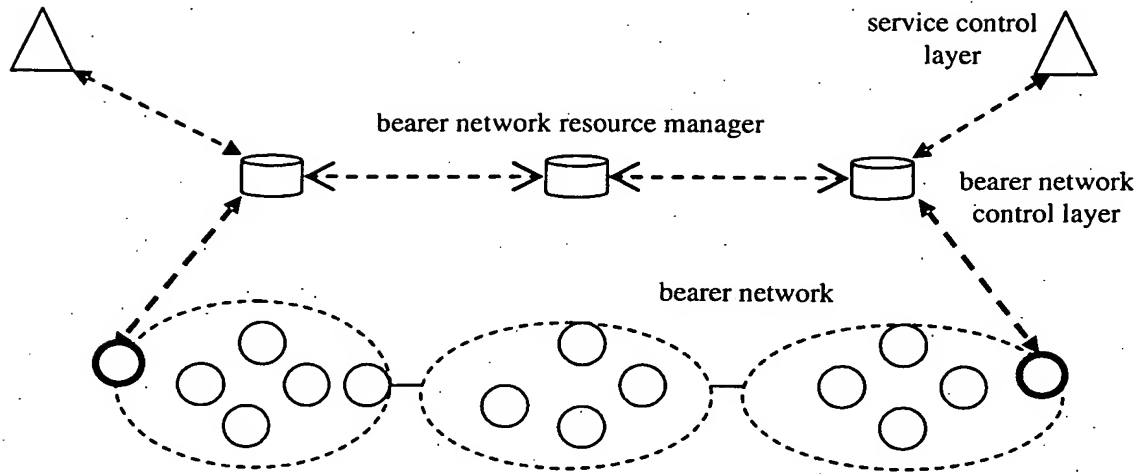 service control
layer
bearer network resource manager
bearer network
control layer
bearer network